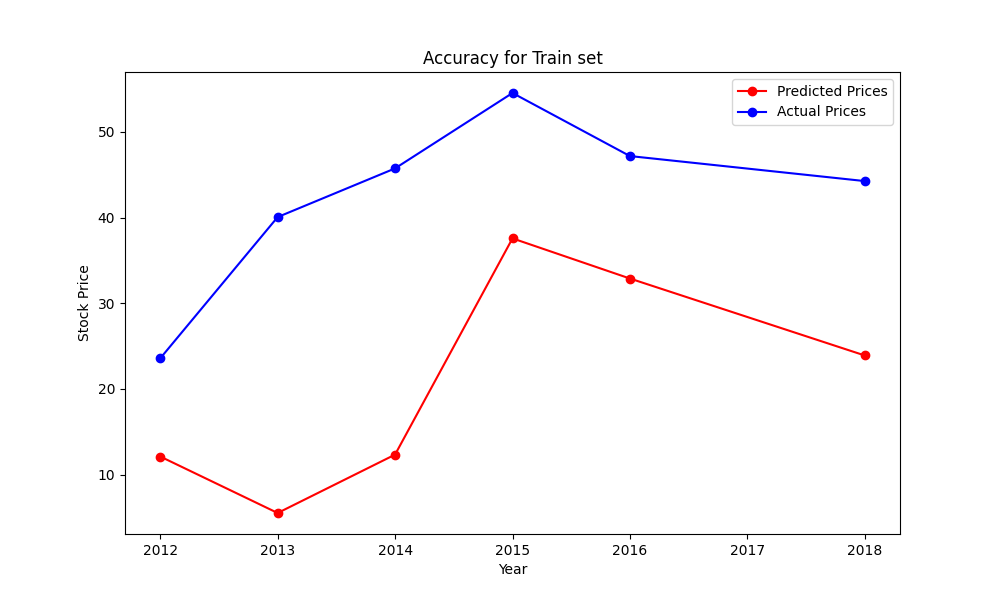 Accuracy for Train set
Predicted Prices
Actual Prices
50
40
30
20
10
Stock Price
2012 2013 2014 2015 2016 2017 2018
Year